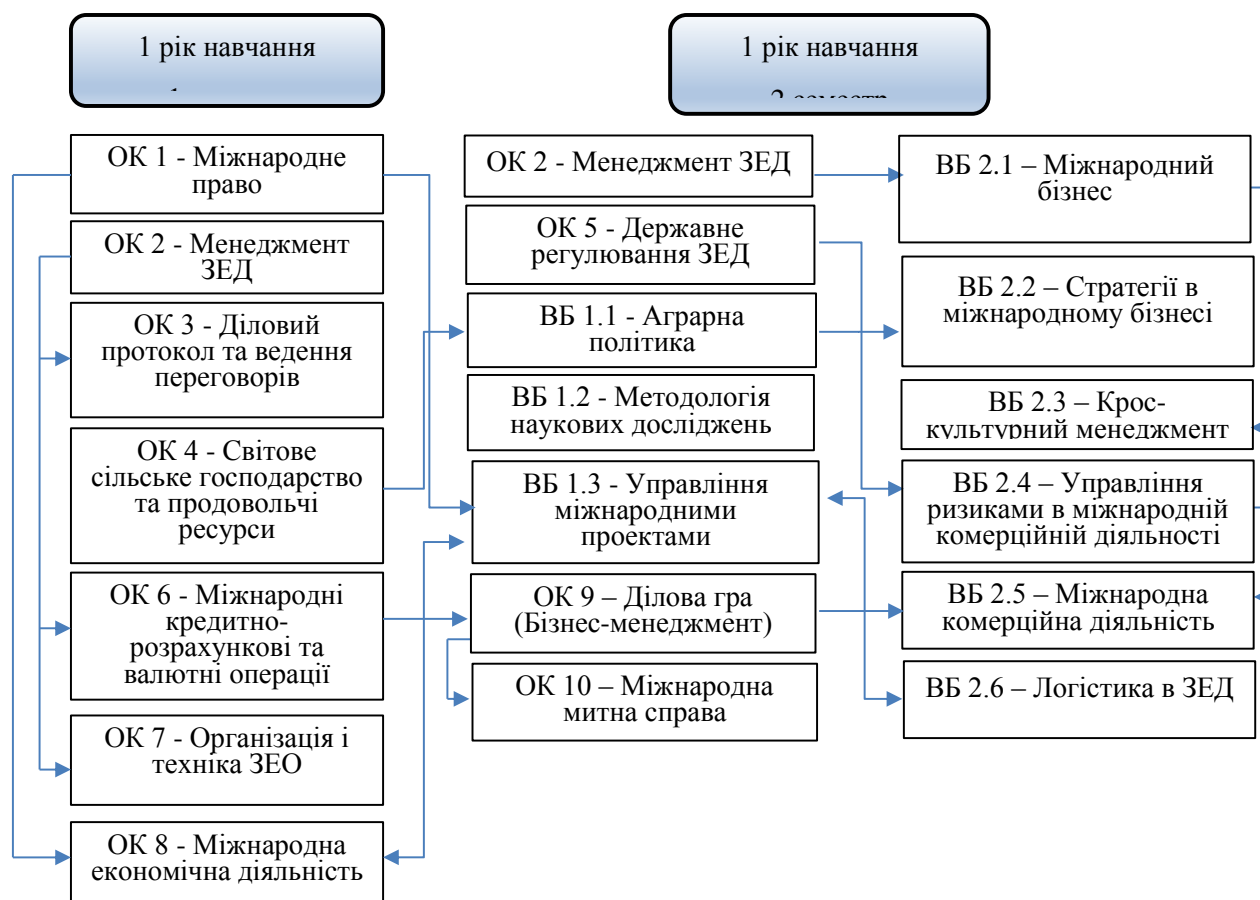 1 рік навчання
1 рік навчання
2 семестр
ОК 1 - Міжнародне
право
ОК 2 - Менеджмент
ЗЕД
ОК 3 - Діловий
протокол та ведення
переговорів
ОК 4 - Світове
сільське господарство
та продовольчі
ресурси
ОК 6 - Міжнародні
кредитно-
розрахункові та
валютні операції
ОК 7 - Організація і
техніка ЗЕО
ОК 8 - Міжнародна
економічна діяльність
ОК 2 - Менеджмент ЗЕД
ОК 5 - Державне
регулювання ЗЕД
ВБ 1.1 - Аграрна
політика
ВБ 1.2 - Методологія
наукових досліджень
ВБ 1.3 - Управління
міжнародними
проектами
ОК 9 – Ділова гра
(Бізнес-менеджмент)
ОК 10 – Міжнародна
митна справа
ВБ 2.1 – Міжнародний
бізнес
ВБ 2.2 – Стратегії в
міжнародному бізнесі
ВБ 2.3 – Крос-
культурний менеджмент
ВБ 2.4 – Управління
ризиками в міжнародній
комерційній діяльності
ВБ 2.5 – Міжнародна
комерційна діяльність
ВБ 2.6 – Логістика в ЗЕД